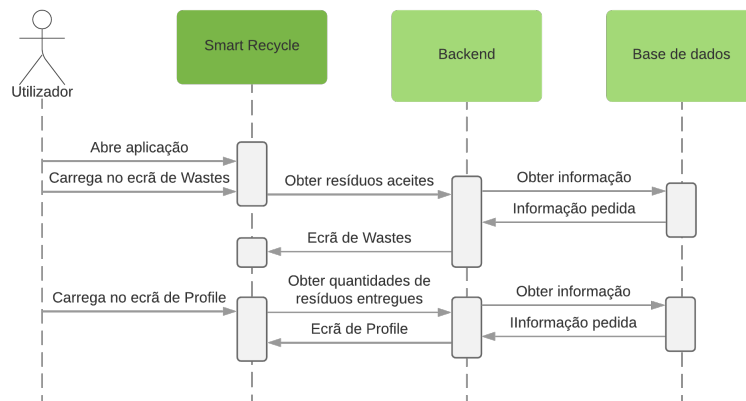 Smart Recycle
Backend
Base de dados
Utilizador
Abre aplicação
Carrega no ecrã de Wastes
Obter resíduos aceites
Obter informação
Informação pedida
Ecrã de Wastes
Carrega no ecrã de Profile
Obter quantidades de
resíduos entregues
Obter informação
IInformação pedida
Ecrã de Profile